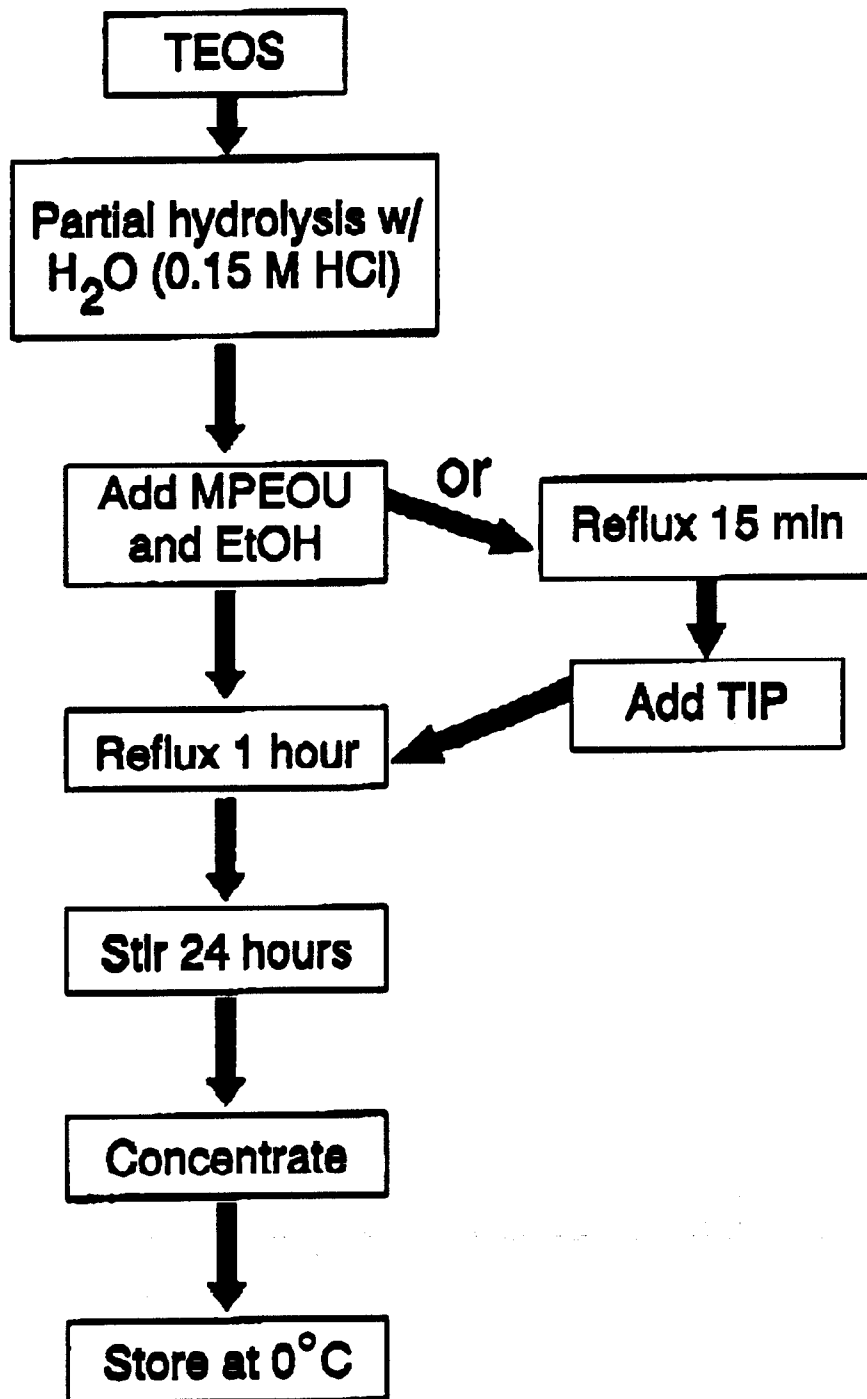 TEOS
Partial hydrolysis w/
H₂O (0.15 M HCl)
Add MPEOU
and EtOH
or
Reflux 15 min
Add TIP
Reflux 1 hour
Stir 24 hours
Concentrate
Store at 0°C